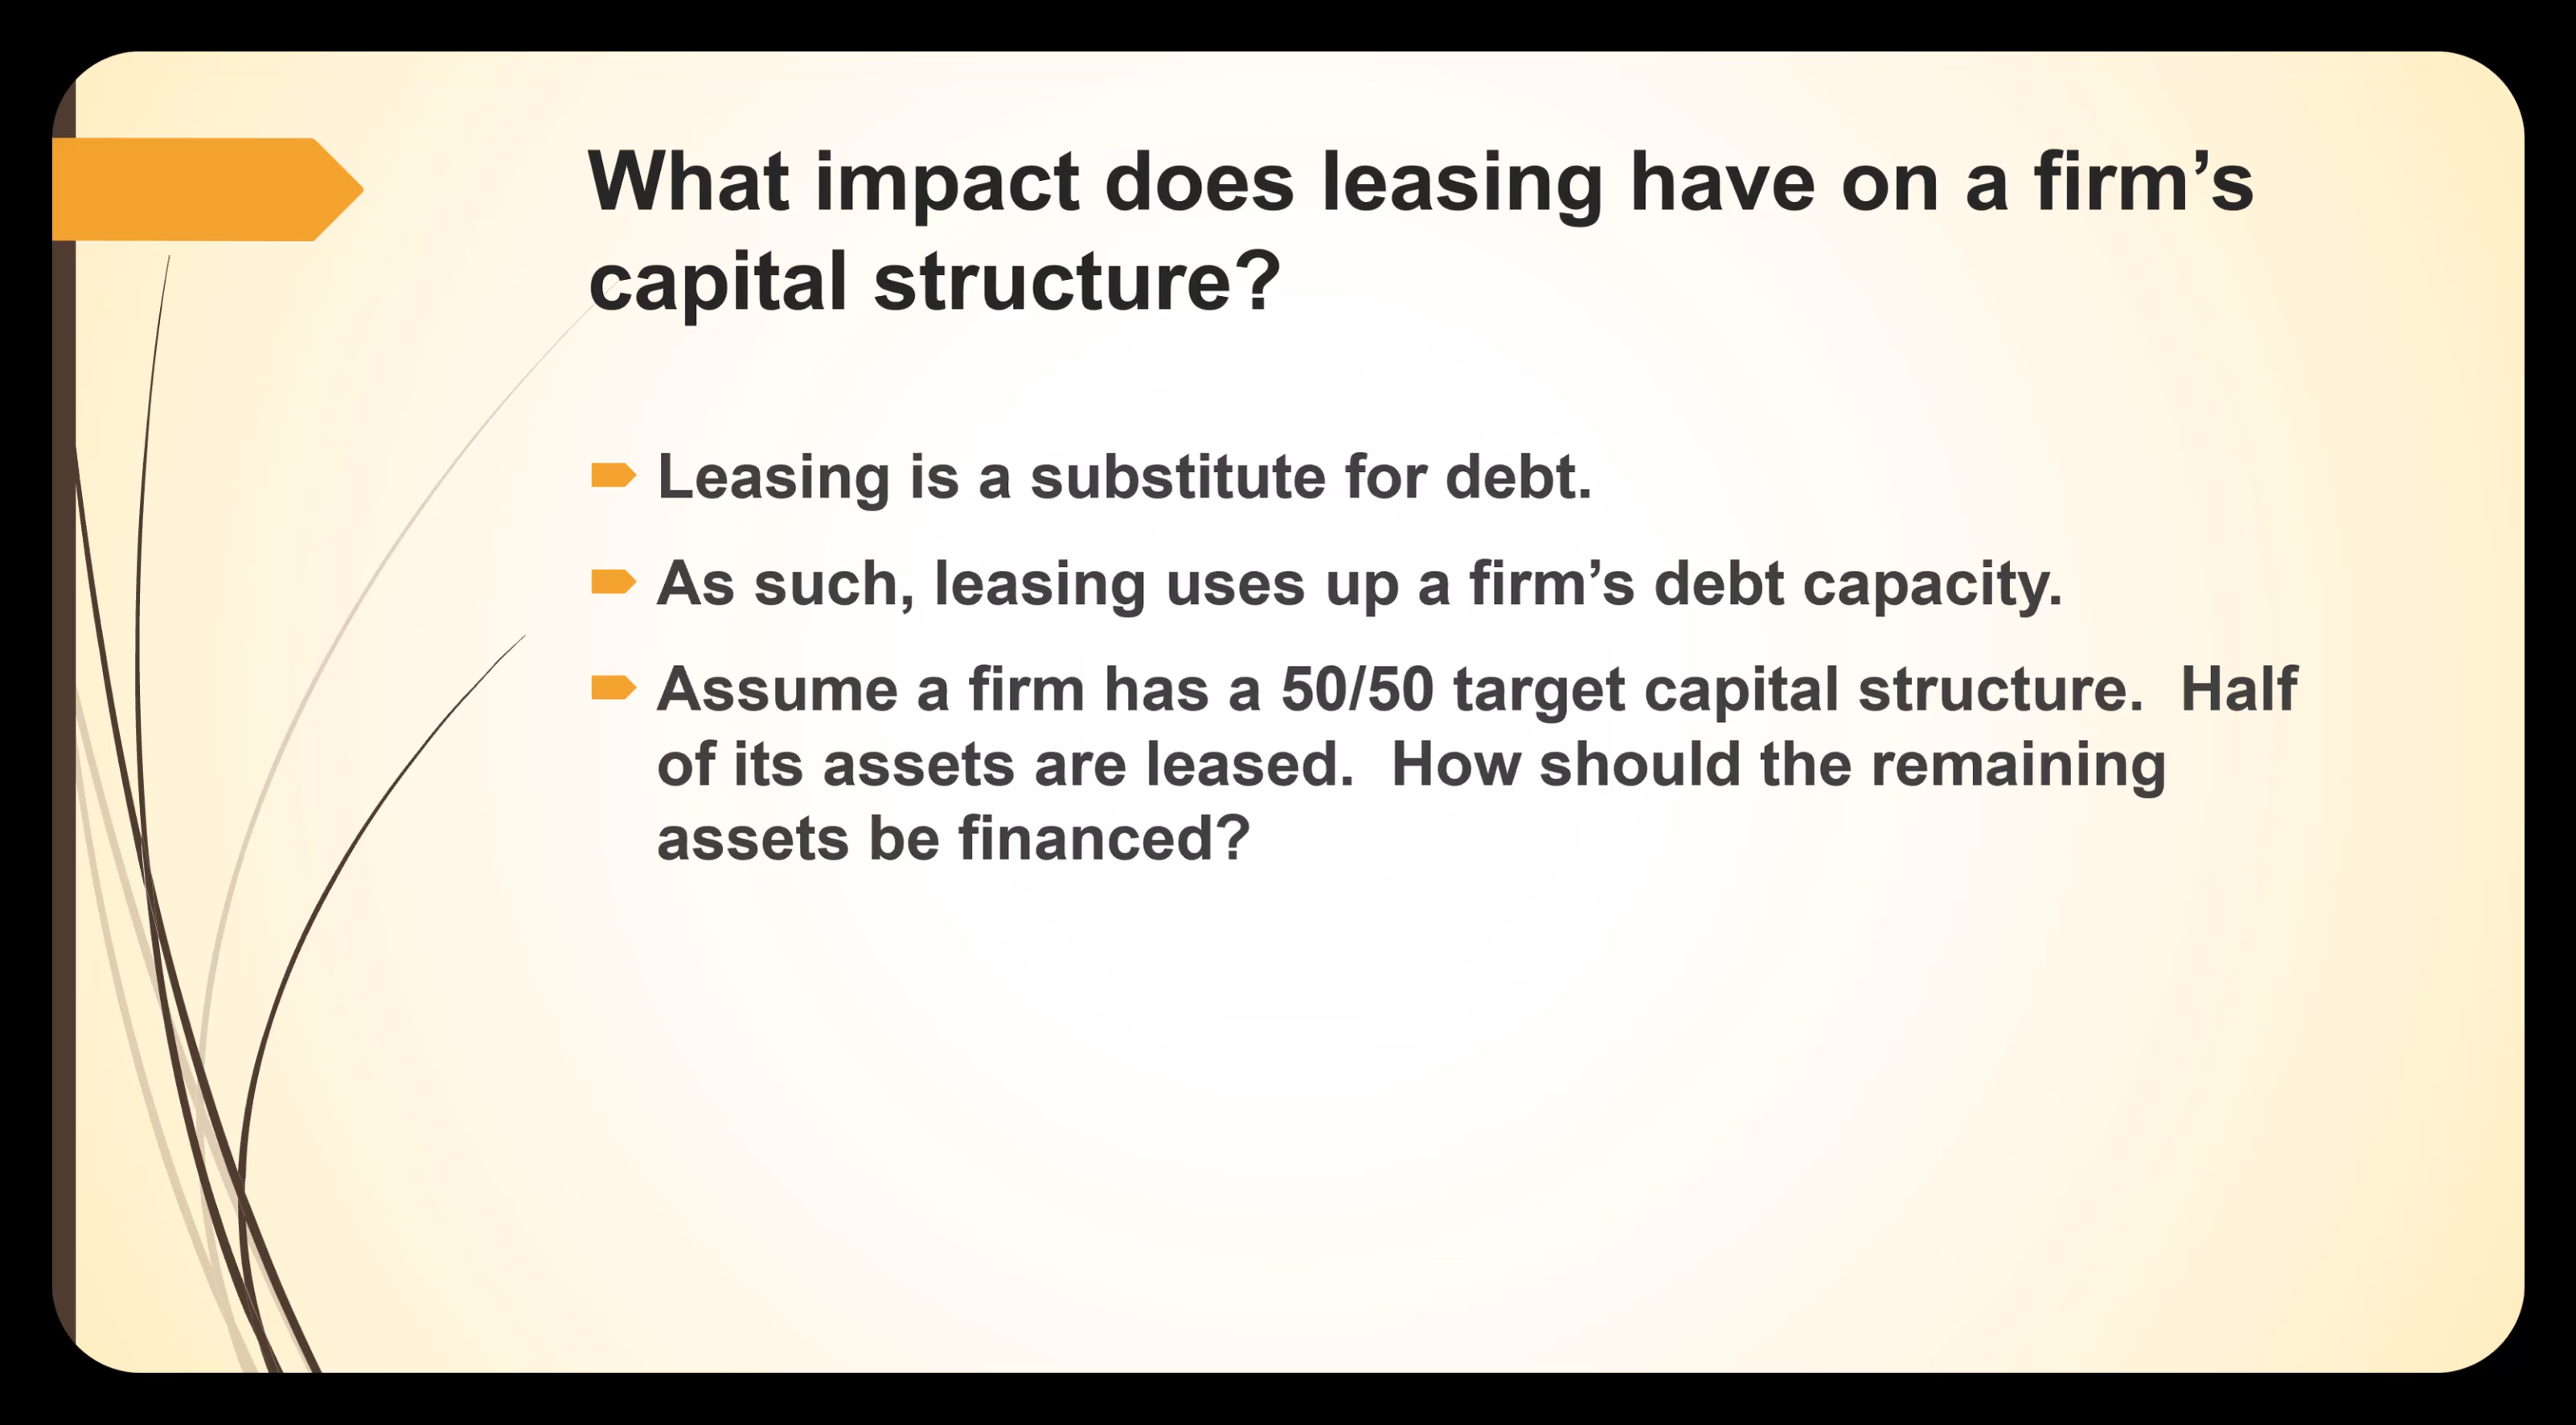 What impact does leasing have on a firm’s
capital structure?
Leasing is a substitute for debt.
As such, leasing uses up a firm’s debt capacity.
Assume a firm has a 50/50 target capital structure.  Half
of its assets are leased.  How should the remaining
assets be financed?